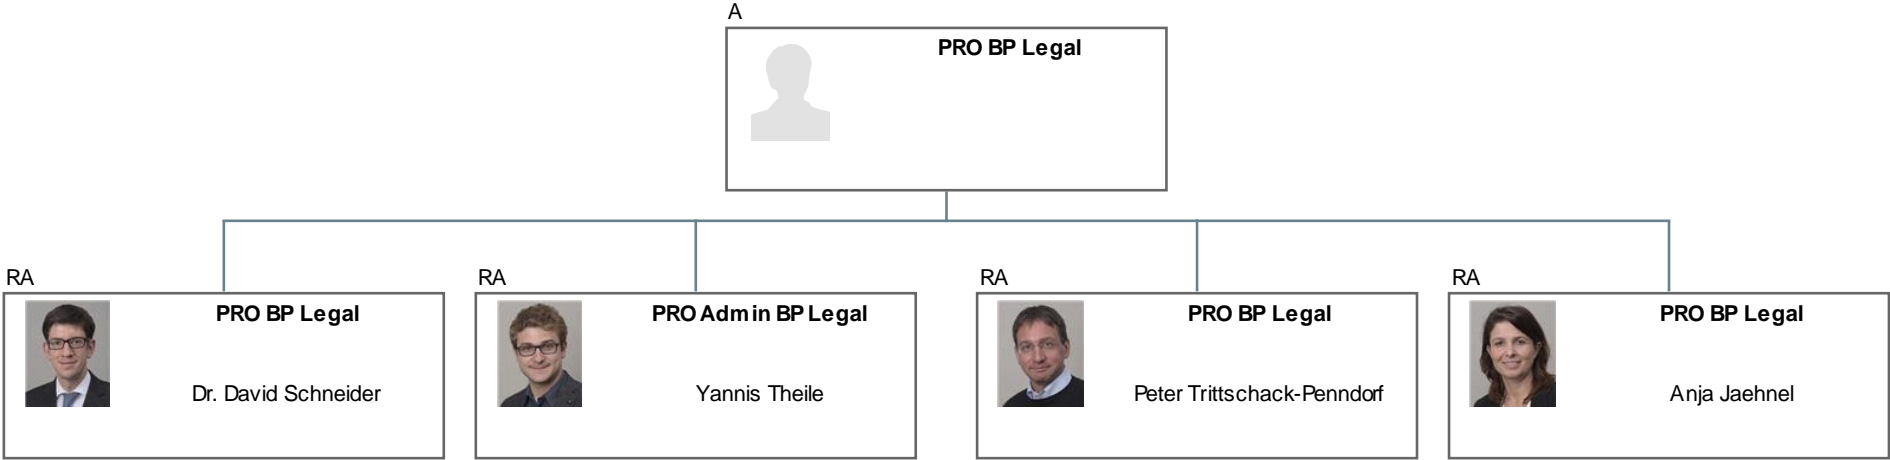 A
PRO BP Legal
RA
PRO BP Legal
Dr. David Schneider
RA
PRO Admin BP Legal
Yannis Theile
RA
PRO BP Legal
Peter Trittschack-Penndorf
RA
PRO BP Legal
Anja Jaehnel